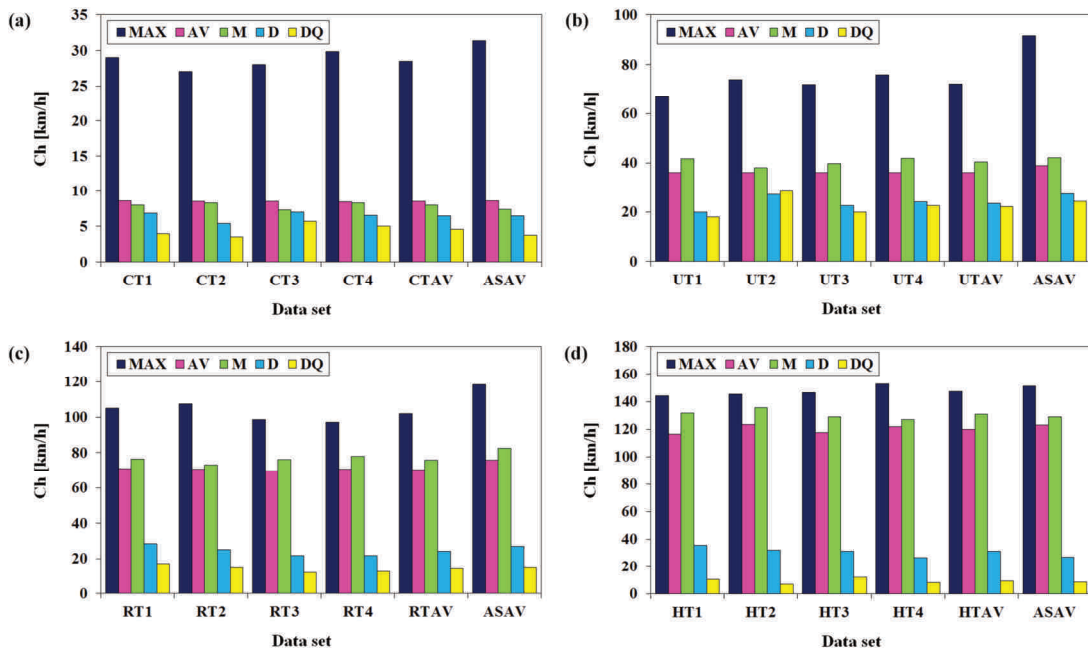 (a)
MAX AV M D DQ
35
30
25
20
15
10
5
0
Ch [km/h]
CT1 CT2 CT3 CT4 CTAV ASAV
Data set
(b)
MAX AV M D DQ
100
80
60
40
20
0
Ch [km/h]
UT1 UT2 UT3 UT4 UTAV ASAV
Data set
(c)
MAX AV M D DQ
140
120
100
80
60
40
20
0
Ch [km/h]
RT1 RT2 RT3 RT4 RTAV ASAV
Data set
(d)
MAX AV M D DQ
180
160
140
120
100
80
60
40
20
0
Ch [km/h]
HT1 HT2 HT3 HT4 HTAV ASAV
Data set